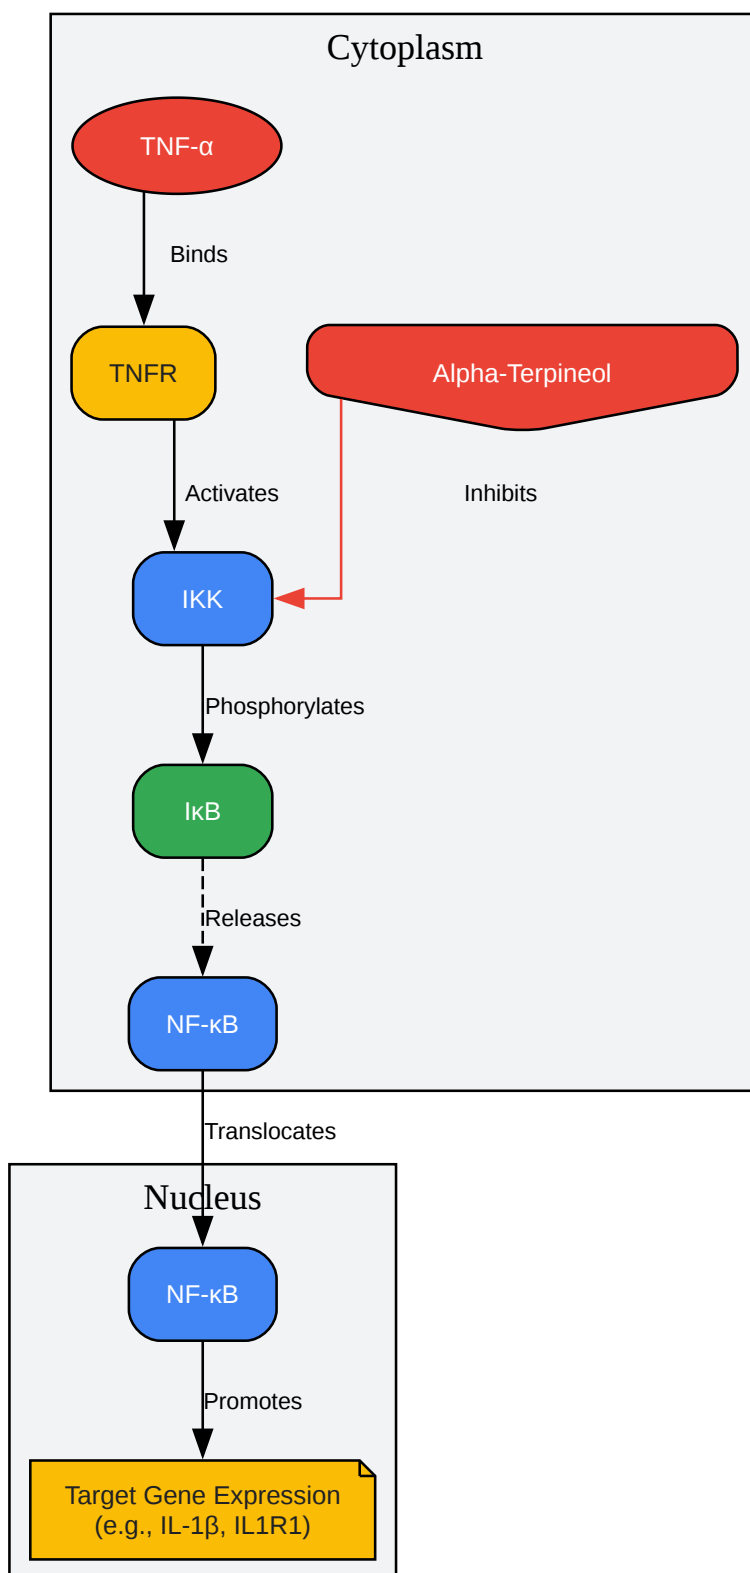 Cytoplasm
TNF-α
Binds
TNFR
Alpha-Terpineol
Activates
Inhibits
IKK
Phosphorylates
IκB
Releases
NF-κB
Translocates
Nucleus
NF-κB
Promotes
Target Gene Expression
(e.g., IL-1β, IL1R1)